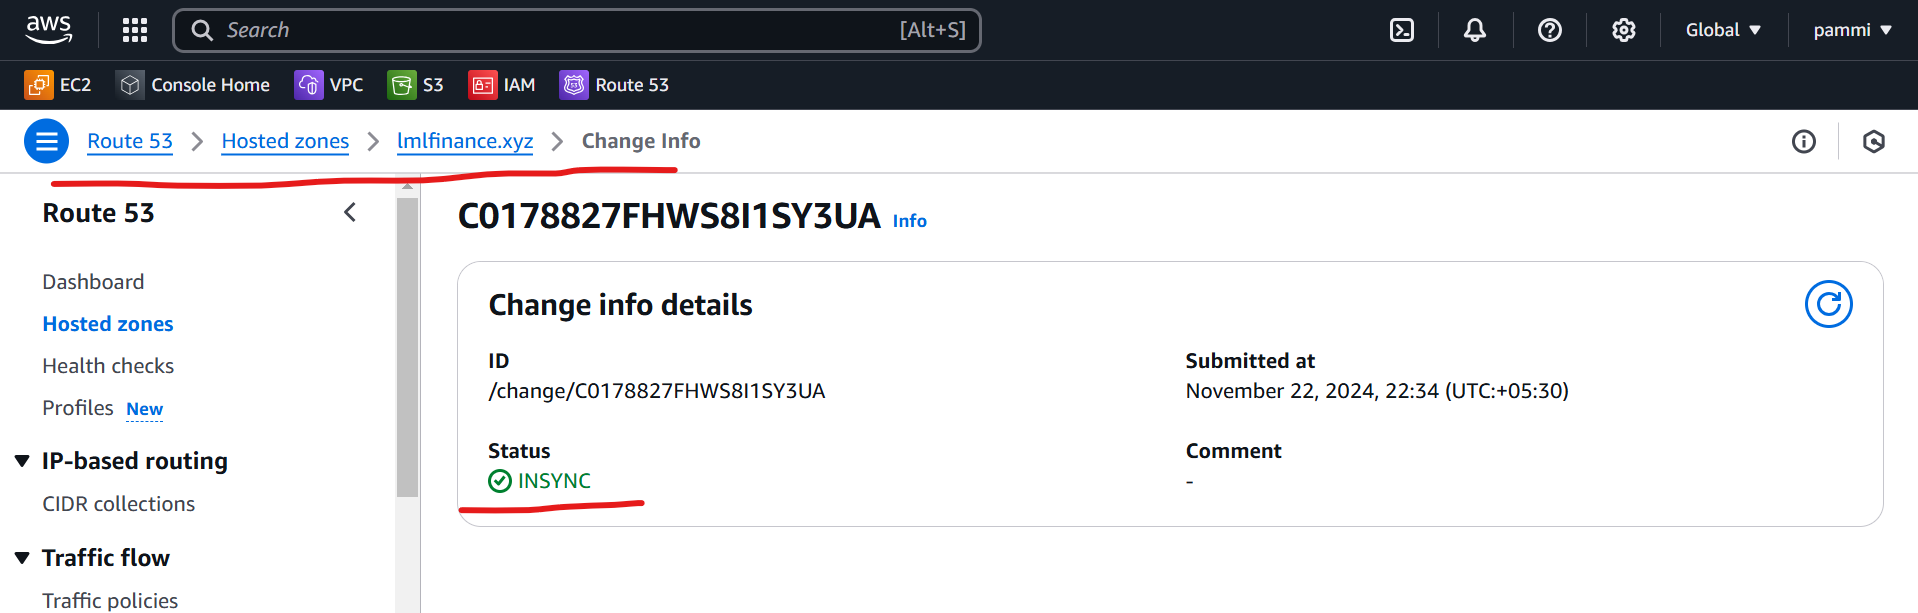 aws Search [Alt+S] Global pammi
EC2 Console Home VPC S3 IAM Route 53
Route 53 Hosted zones lmlfinance.xyz Change Info
Route 53
Dashboard
Hosted zones
Health checks
Profiles New
IP-based routing
CIDR collections
Traffic flow
Traffic policies
C0178827FHWS8I1SY3UA Info
Change info details
ID
/change/C0178827FHWS8I1SY3UA
Submitted at
November 22, 2024, 22:34 (UTC:+05:30)
Status
INSYNC
Comment
-